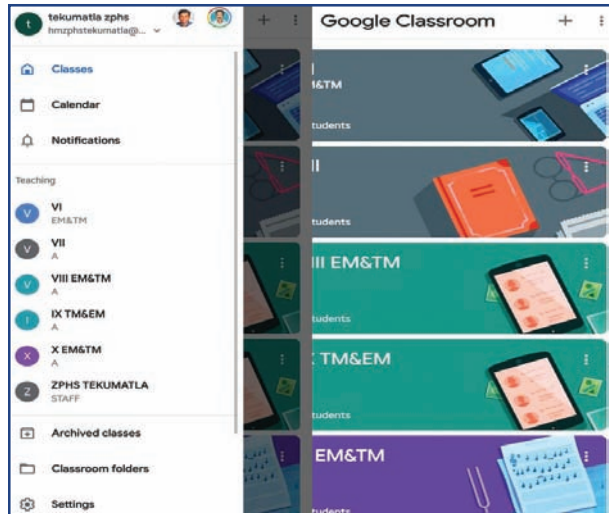 tekumatla zphs
hmzphstekumatla@...
Classes
Calendar
Notifications
Teaching
V VI
EM&TM
V VII
A
V VIII EM&TM
A
I IX TM&EM
A
X X EM&TM
A
Z ZPHS TEKUMATLA
STAFF
Archived classes
Classroom folders
Settings
Google Classroom
I
I&TM
tudents
II
tudents
III EM&TM
tudents
X TM&EM
tudents
EM&TM